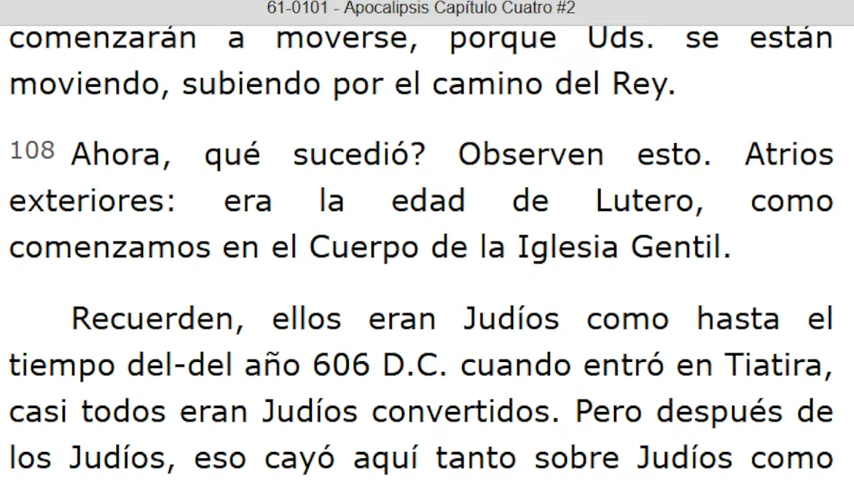 61-0101 - Apocalipsis Capítulo Cuatro #2
comenzarán a moverse, porque Uds. se están
moviendo, subiendo por el camino del Rey.
108 Ahora, qué sucedió? Observen esto. Atrios
exteriores: era la edad de Lutero, como
comenzamos en el Cuerpo de la Iglesia Gentil.
Recuerden, ellos eran Judíos como hasta el
tiempo del-del año 606 D.C. cuando entró en Tiatira,
casi todos eran Judíos convertidos. Pero después de
los Judíos, eso cayó aquí tanto sobre Judíos como